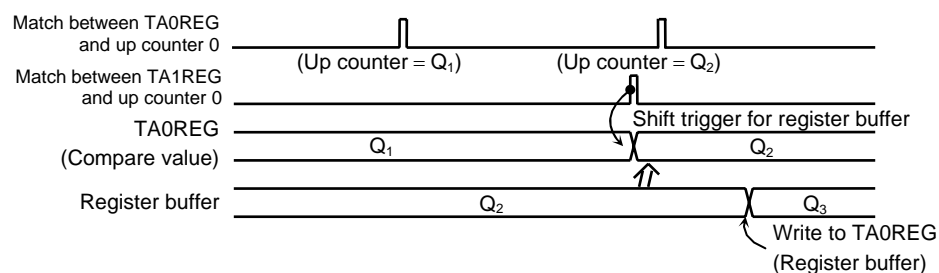 Match between TA0REG
and up counter 0
(Up counter = Q₁)
(Up counter = Q₂)
Match between TA1REG
and up counter 0
Shift trigger for register buffer
TA0REG
(Compare value)
Q₁
Q₂
Register buffer
Q₂
Q₃
Write to TA0REG
(Register buffer)